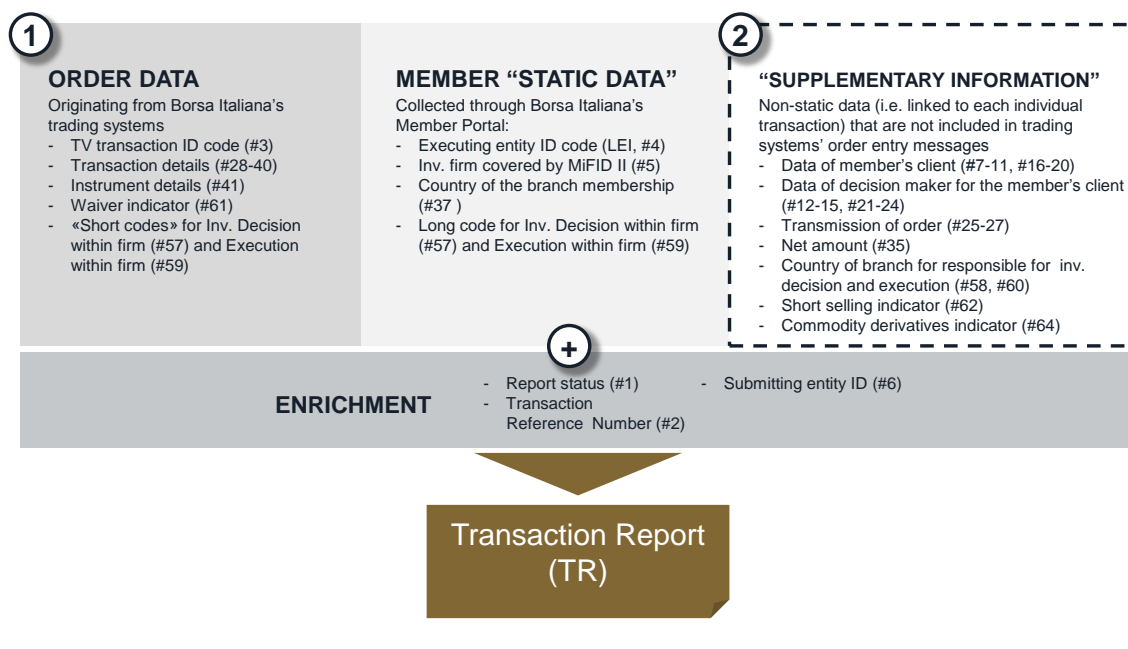 1
ORDER DATA
Originating from Borsa Italiana's
trading systems
- TV transaction ID code (#3)
- Transaction details (#28-40)
- Instrument details (#41)
- Waiver indicator (#61)
- «Short codes» for Inv. Decision
within firm (#57) and Execution
within firm (#59)
MEMBER “STATIC DATA”
Collected through Borsa Italiana's
Member Portal:
- Executing entity ID code (LEI, #4)
- Inv. firm covered by MiFID II (#5)
- Country of the branch membership
(#37 )
- Long code for Inv. Decision within firm
(#57) and Execution within firm (#59)
2
“SUPPLEMENTARY INFORMATION”
Non-static data (i.e. linked to each individual
transaction) that are not included in trading
systems' order entry messages
- Data of member's client (#7-11, #16-20)
- Data of decision maker for the member's client
(#12-15, #21-24)
- Transmission of order (#25-27)
- Net amount (#35)
- Country of branch for responsible for inv.
decision and execution (#58, #60)
- Short selling indicator (#62)
- Commodity derivatives indicator (#64)
+
ENRICHMENT
- Report status (#1)
- Transaction
Reference Number (#2)
- Submitting entity ID (#6)
Transaction Report
(TR)